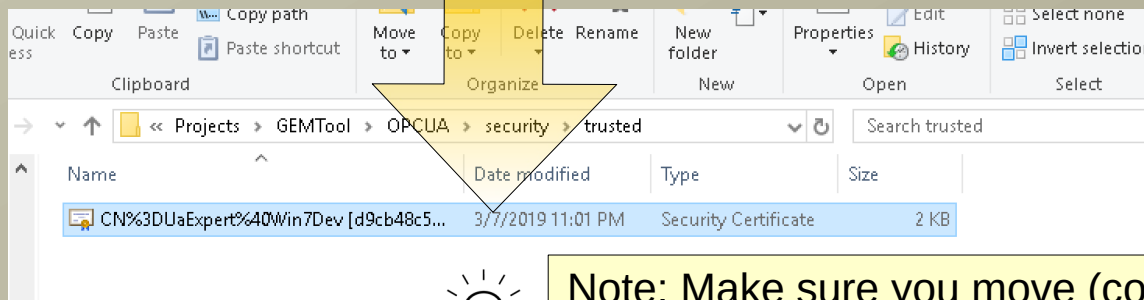 Copy path
Edit
Select none
Quick
Copy
Paste
Paste shortcut
Move
to
Copy
to
Delete
Rename
New
folder
Properties
History
Invert selection
ess
Clipboard
Organize
New
Open
Select
« Projects > GEMTool > OPCUA > security > trusted
Search trusted
Name
Date modified
Type
Size
CN%3DUaExpert%40Win7Dev [d9cb48c5...
3/7/2019 11:01 PM
Security Certificate
2 KB
Note: Make sure you move (co